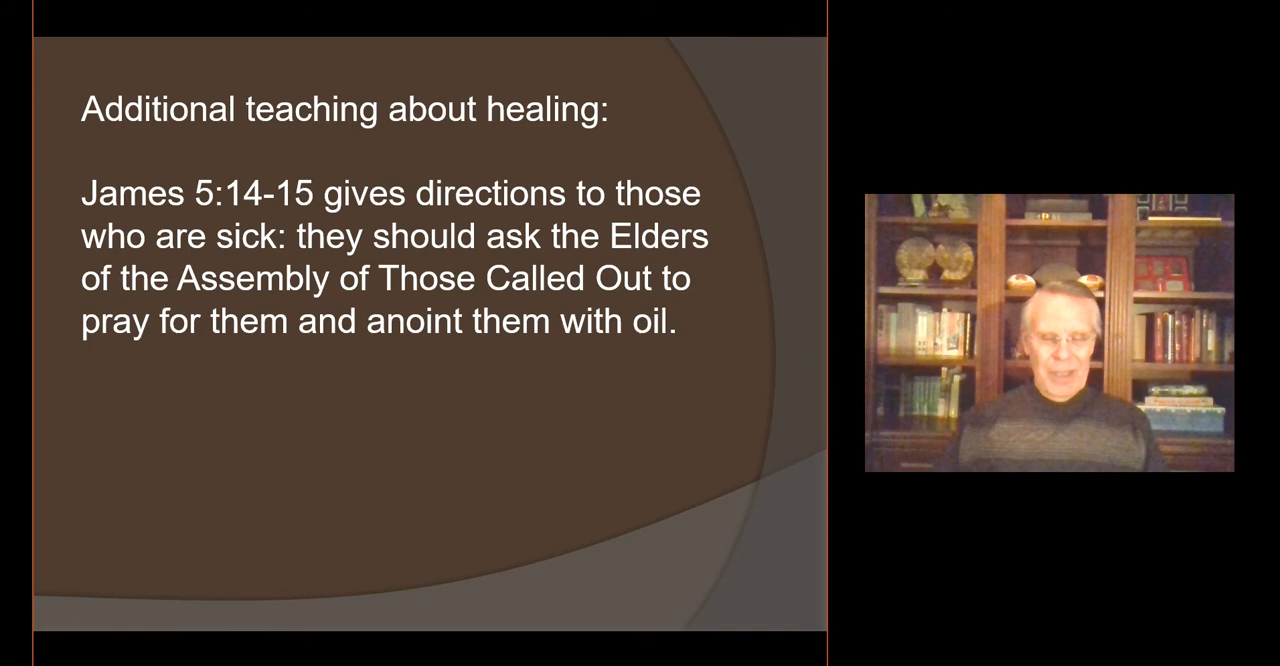 Additional teaching about healing:
James 5:14-15 gives directions to those
who are sick: they should ask the Elders
of the Assembly of Those Called Out to
pray for them and anoint them with oil.